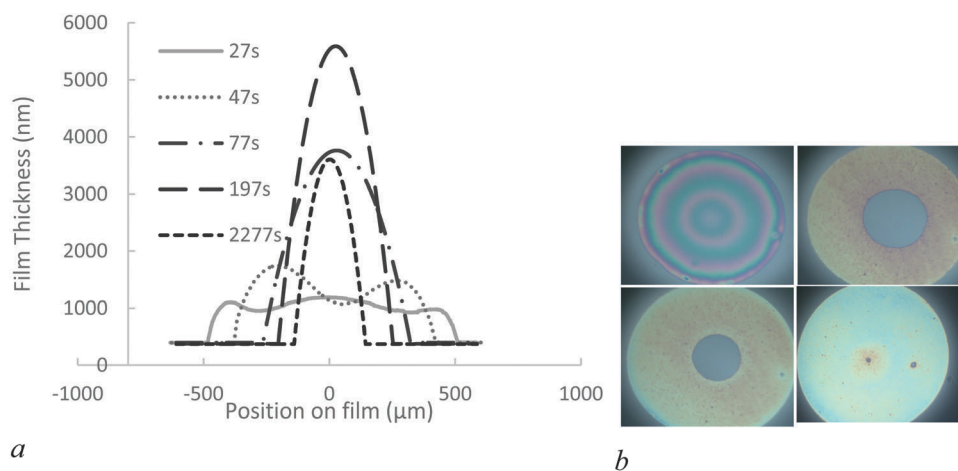 6000
5000
4000
3000
2000
1000
0
Film Thickness (nm)
27s
47s
77s
197s
2277s
-1000
-500
0
500
1000
Position on film (µm)
a
b